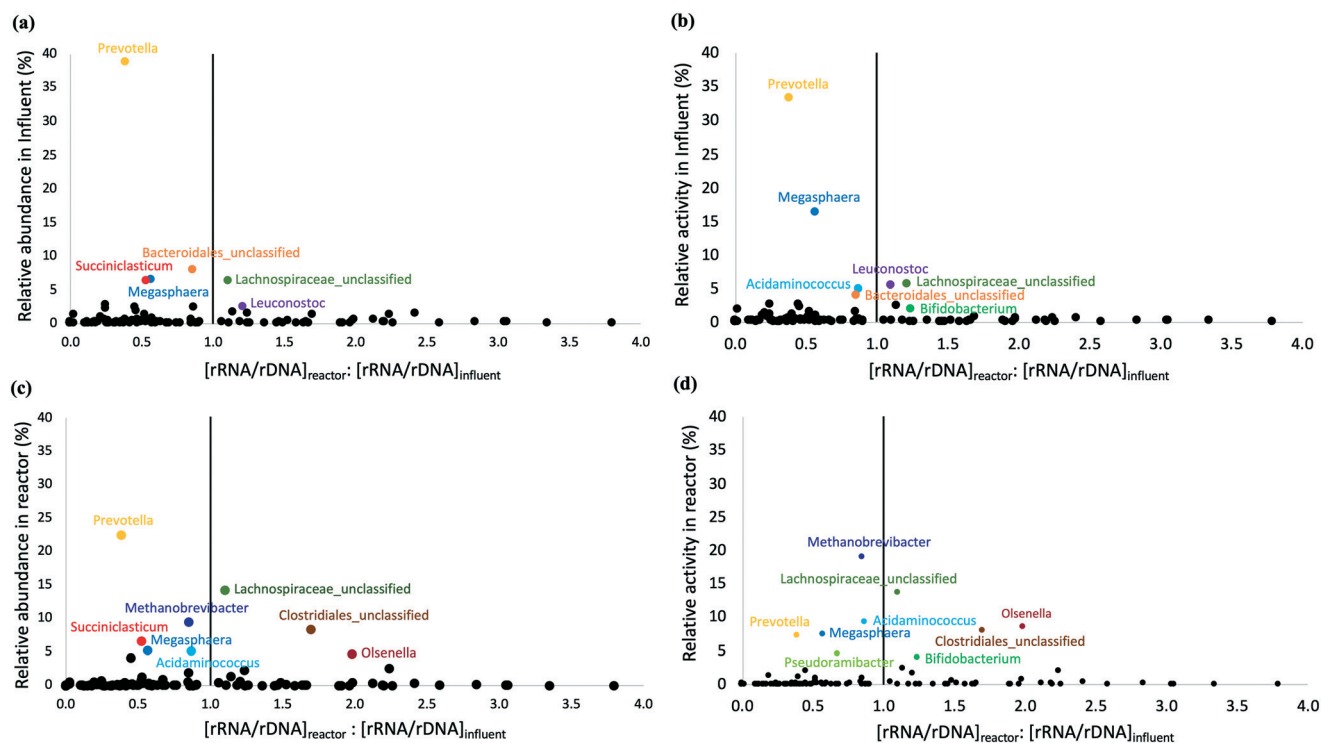 (a)
Relative abundance in Influent (%)
40
35
30
25
20
15
10
5
0
Prevotella
Bacteroidales_unclassified
Succiniclasticum
Megasphaera
Lachnospiraceae_unclassified
Leuconostoc
0.0 0.5 1.0 1.5 2.0 2.5 3.0 3.5 4.0
[rRNA/rDNA]reactor: [rRNA/rDNA]influent
(b)
Relative activity in Influent (%)
40
35
30
25
20
15
10
5
0
Prevotella
Megasphaera
Leuconostoc
Lachnospiraceae_unclassified
Acidaminococcus
Bacteroidales_unclassified
Bifidobacterium
0.0 0.5 1.0 1.5 2.0 2.5 3.0 3.5 4.0
[rRNA/rDNA]reactor: [rRNA/rDNA]influent
(c)
Relative abundance in reactor (%)
40
35
30
25
20
15
10
5
0
Prevotella
Lachnospiraceae_unclassified
Methanobrevibacter
Clostridiales_unclassified
Succiniclasticum
Megasphaera
Olsenella
Acidaminococcus
0.0 0.5 1.0 1.5 2.0 2.5 3.0 3.5 4.0
[rRNA/rDNA]reactor : [rRNA/rDNA]influent
(d)
Relative activity in reactor (%)
40
35
30
25
20
15
10
5
0
Methanobrevibacter
Lachnospiraceae_unclassified
Olsenella
Prevotella
Acidaminococcus
Megasphaera
Clostridiales_unclassified
Pseudoramibacter
Bifidobacterium
0.0 0.5 1.0 1.5 2.0 2.5 3.0 3.5 4.0
[rRNA/rDNA]reactor: [rRNA/rDNA]influent